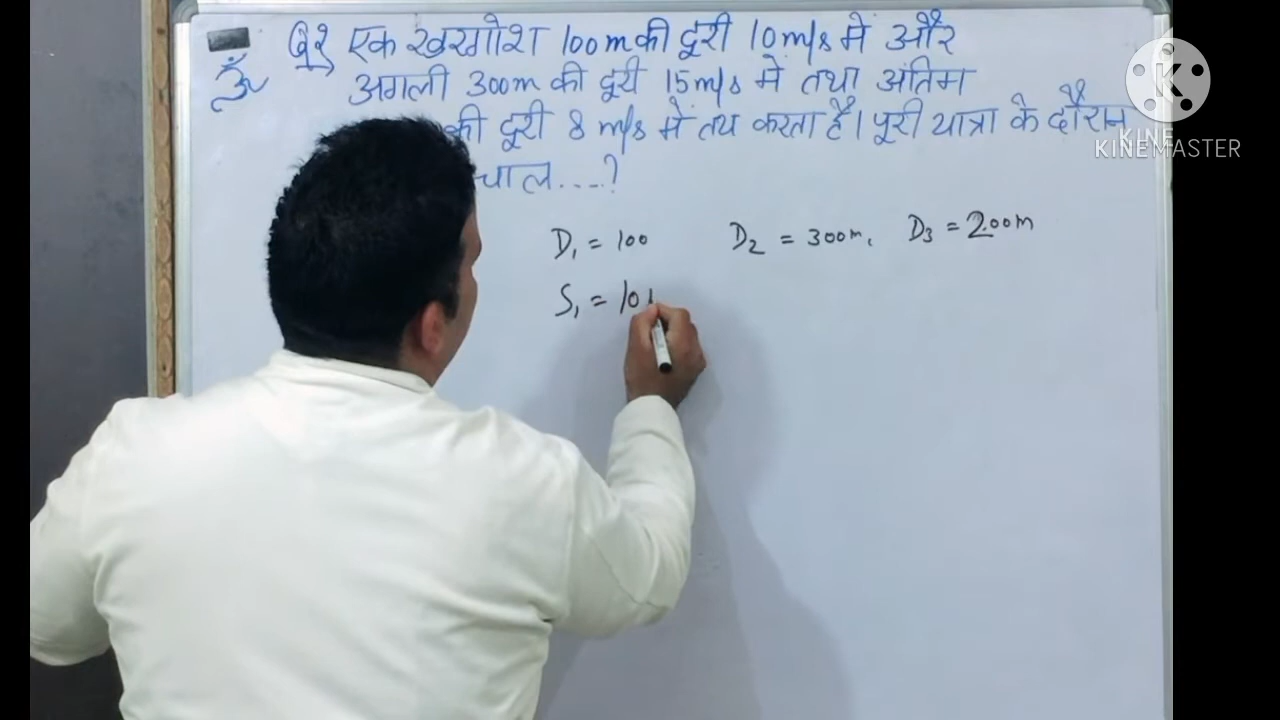 Q1 एक खरगोश 100m की दूरी 10m/s में और
ॐ अगली 300m की दूरी 15m/s में तथा अंतिम
की दूरी 8 m/s में तय करता है। पूरी यात्रा के दौरान
चाल....?
D₁ = 100 D₂ = 300m, D₃ = 200m
S₁ = 10
K
KINE
KINEMASTER